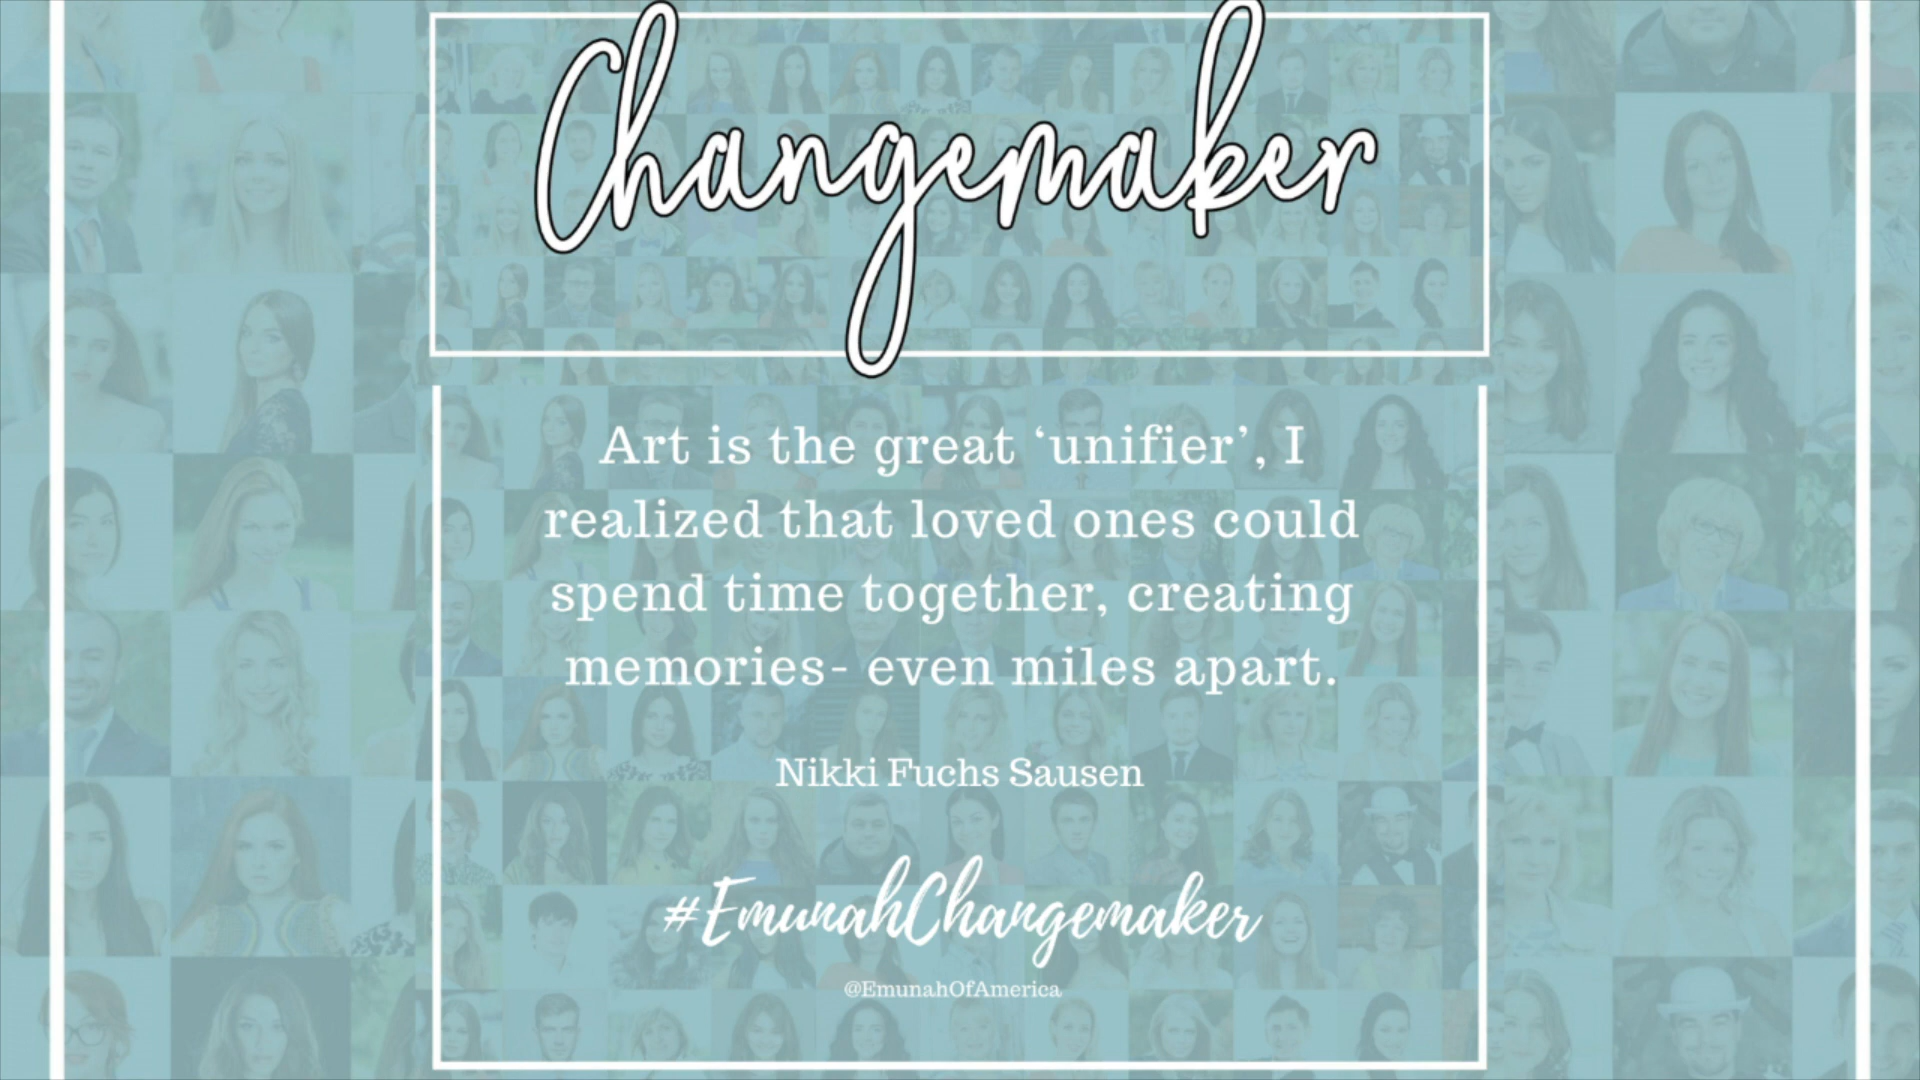 Changemaker
Art is the great ‘unifier’, I
realized that loved ones could
spend time together, creating
memories- even miles apart.
Nikki Fuchs Sausen
#EmunahChangemaker
@EmunahOfAmerica